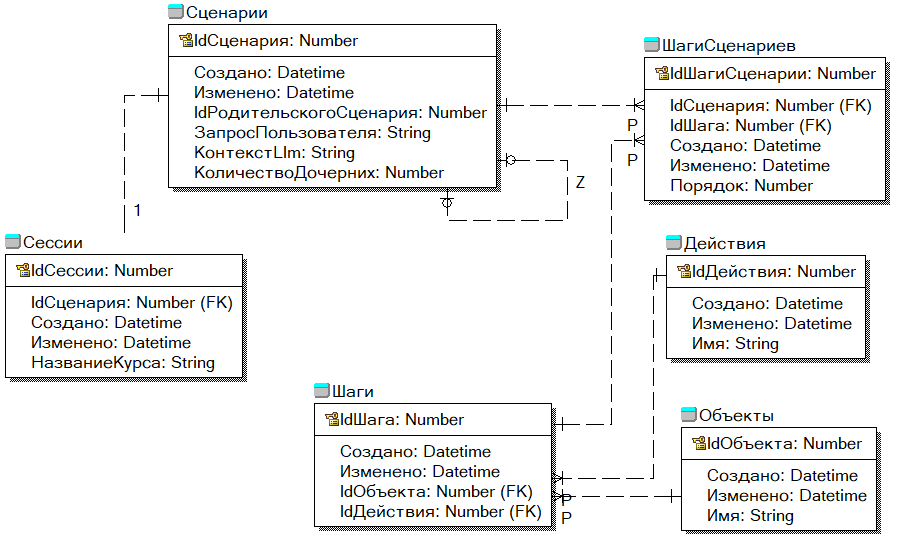 Сценарии
IdСценария: Number
Создано: Datetime
Изменено: Datetime
IdРодительскогоСценария: Number
ЗапросПользователя: String
КонтекстLlm: String
КоличествоДочерних: Number
ШагиСценариев
IdШагиСценарии: Number
IdСценария: Number (FK)
IdШага: Number (FK)
Создано: Datetime
Изменено: Datetime
Порядок: Number
P
P
Z
1
Сессии
IdСессии: Number
IdСценария: Number (FK)
Создано: Datetime
Изменено: Datetime
НазваниеКурса: String
Действия
IdДействия: Number
Создано: Datetime
Изменено: Datetime
Имя: String
Шаги
IdШага: Number
Создано: Datetime
Изменено: Datetime
IdОбъекта: Number (FK)
IdДействия: Number (FK)
P
P
Объекты
IdОбъекта: Number
Создано: Datetime
Изменено: Datetime
Имя: String